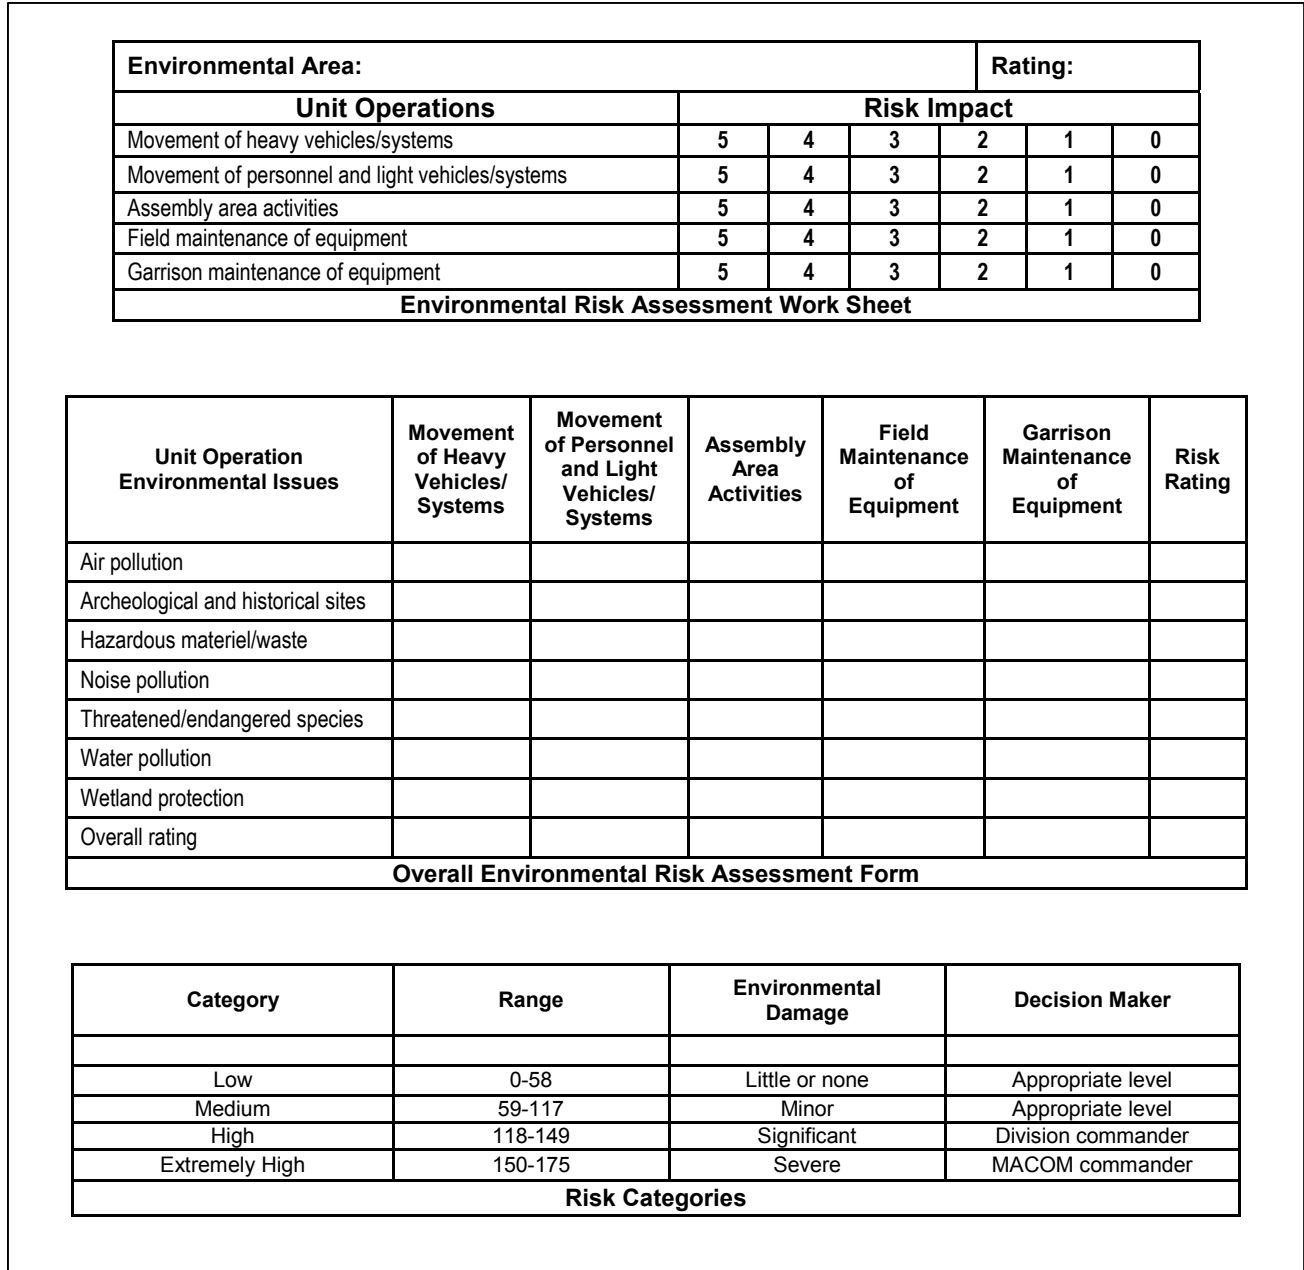 Environmental Area: Rating:
Unit Operations Risk Impact
Movement of heavy vehicles/systems 5 4 3 2 1 0
Movement of personnel and light vehicles/systems 5 4 3 2 1 0
Assembly area activities 5 4 3 2 1 0
Field maintenance of equipment 5 4 3 2 1 0
Garrison maintenance of equipment 5 4 3 2 1 0
Environmental Risk Assessment Work Sheet
Unit Operation
Environmental Issues
Movement
of Heavy
Vehicles/
Systems
Movement
of Personnel
and Light
Vehicles/
Systems
Assembly
Area
Activities
Field
Maintenance
of
Equipment
Garrison
Maintenance
of
Equipment
Risk
Rating
Air pollution
Archeological and historical sites
Hazardous materiel/waste
Noise pollution
Threatened/endangered species
Water pollution
Wetland protection
Overall rating
Overall Environmental Risk Assessment Form
Category Range Environmental
Damage Decision Maker
Low 0-58 Little or none Appropriate level
Medium 59-117 Minor Appropriate level
High 118-149 Significant Division commander
Extremely High 150-175 Severe MACOM commander
Risk Categories